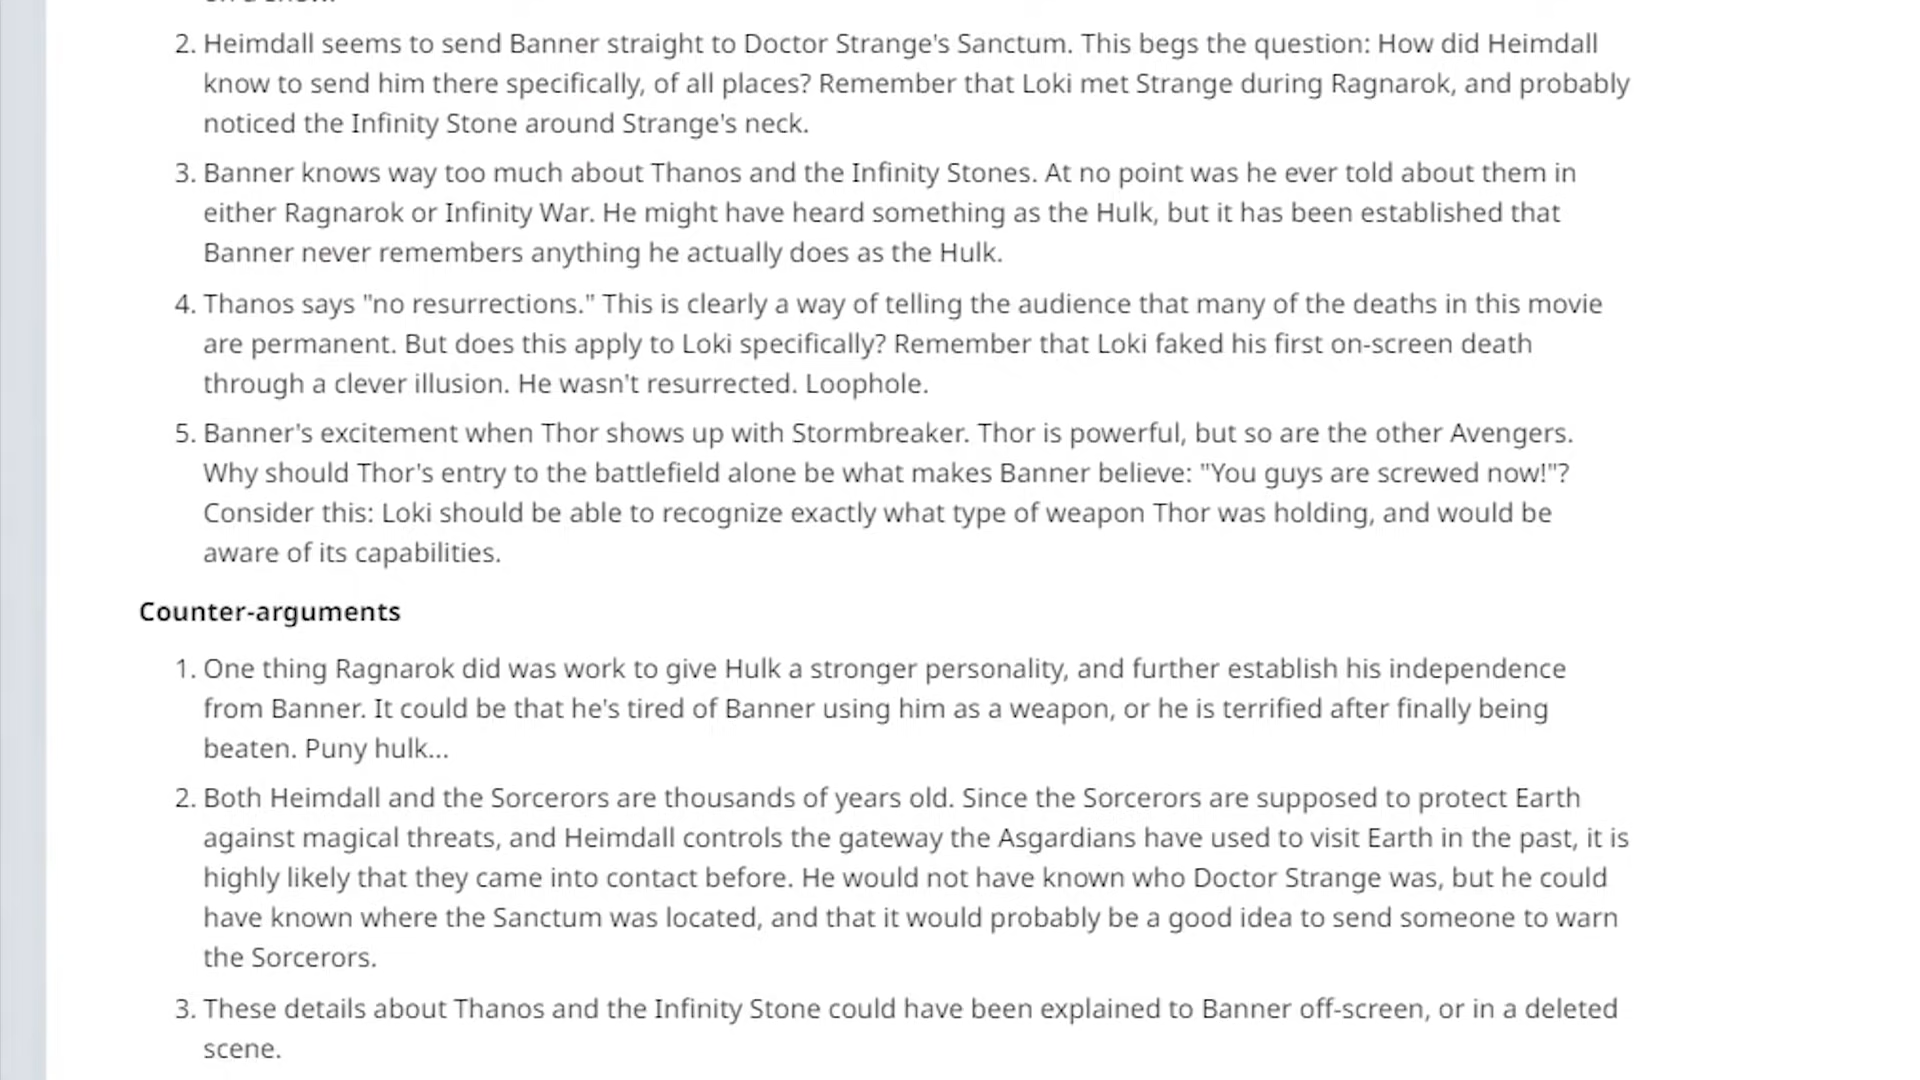 2. Heimdall seems to send Banner straight to Doctor Strange's Sanctum. This begs the question: How did Heimdall
know to send him there specifically, of all places? Remember that Loki met Strange during Ragnarok, and probably
noticed the Infinity Stone around Strange's neck.
3. Banner knows way too much about Thanos and the Infinity Stones. At no point was he ever told about them in
either Ragnarok or Infinity War. He might have heard something as the Hulk, but it has been established that
Banner never remembers anything he actually does as the Hulk.
4. Thanos says "no resurrections." This is clearly a way of telling the audience that many of the deaths in this movie
are permanent. But does this apply to Loki specifically? Remember that Loki faked his first on-screen death
through a clever illusion. He wasn't resurrected. Loophole.
5. Banner's excitement when Thor shows up with Stormbreaker. Thor is powerful, but so are the other Avengers.
Why should Thor's entry to the battlefield alone be what makes Banner believe: "You guys are screwed now!"?
Consider this: Loki should be able to recognize exactly what type of weapon Thor was holding, and would be
aware of its capabilities.
Counter-arguments
1. One thing Ragnarok did was work to give Hulk a stronger personality, and further establish his independence
from Banner. It could be that he's tired of Banner using him as a weapon, or he is terrified after finally being
beaten. Puny hulk...
2. Both Heimdall and the Sorcerors are thousands of years old. Since the Sorcerors are supposed to protect Earth
against magical threats, and Heimdall controls the gateway the Asgardians have used to visit Earth in the past, it is
highly likely that they came into contact before. He would not have known who Doctor Strange was, but he could
have known where the Sanctum was located, and that it would probably be a good idea to send someone to warn
the Sorcerors.
3. These details about Thanos and the Infinity Stone could have been explained to Banner off-screen, or in a deleted
scene.